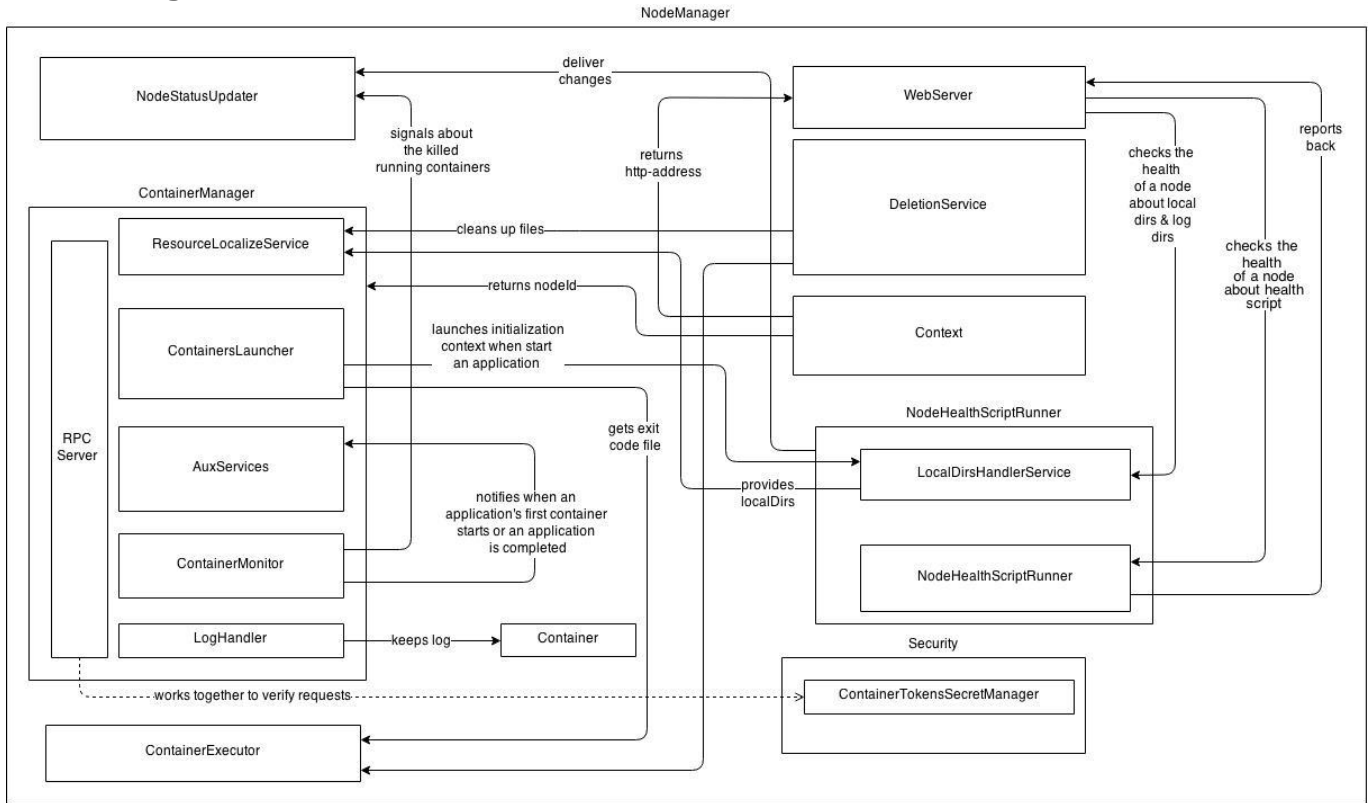 NodeManager
NodeStatusUpdater
deliver
changes
WebServer
signals about
the killed
running containers
returns
http-address
checks the
health
of a node
about local
dirs & log
dirs
reports
back
ContainerManager
ResourceLocalizeService
cleans up files
DeletionService
checks the
health
of a node
about health
script
returns nodeId
ContainersLauncher
launches initialization
context when start
an application
Context
RPC
Server
AuxServices
gets exit
code file
NodeHealthScriptRunner
LocalDirsHandlerService
provides
localDirs
notifies when an
application's first container
starts or an application
is completed
ContainerMonitor
NodeHealthScriptRunner
LogHandler
keeps log
Container
Security
works together to verify requests
ContainerTokensSecretManager
ContainerExecutor